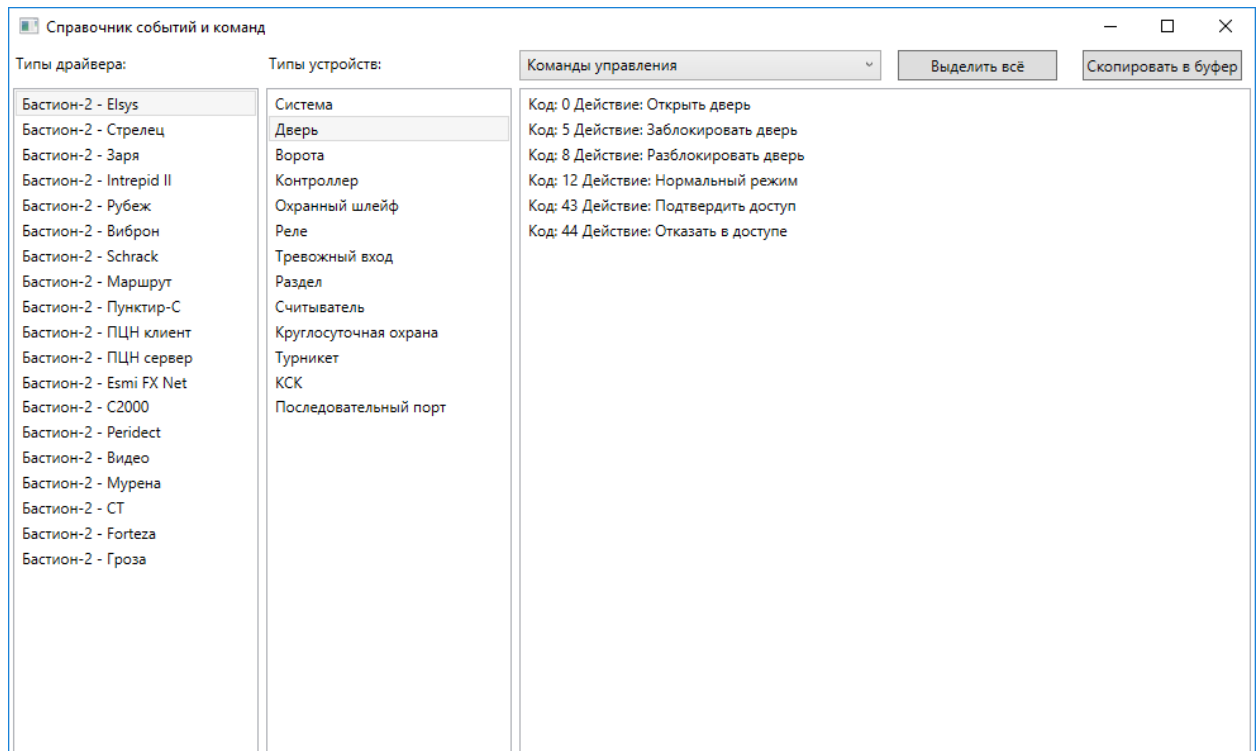 Справочник событий и команд
Типы драйвера:
Типы устройств:
Команды управления
Выделить всё
Скопировать в буфер
Бастион-2 - Elsys
Бастион-2 - Стрелец
Бастион-2 - Заря
Бастион-2 - Intrepid II
Бастион-2 - Рубеж
Бастион-2 - Виброн
Бастион-2 - Schrack
Бастион-2 - Маршрут
Бастион-2 - Пунктир-С
Бастион-2 - ПЦН клиент
Бастион-2 - ПЦН сервер
Бастион-2 - Esmi FX Net
Бастион-2 - С2000
Бастион-2 - Peridect
Бастион-2 - Видео
Бастион-2 - Мурена
Бастион-2 - СТ
Бастион-2 - Forteza
Бастион-2 - Гроза
Система
Дверь
Ворота
Контроллер
Охранный шлейф
Реле
Тревожный вход
Раздел
Считыватель
Круглосуточная охрана
Турникет
КСК
Последовательный порт
Код: 0 Действие: Открыть дверь
Код: 5 Действие: Заблокировать дверь
Код: 8 Действие: Разблокировать дверь
Код: 12 Действие: Нормальный режим
Код: 43 Действие: Подтвердить доступ
Код: 44 Действие: Отказать в доступе